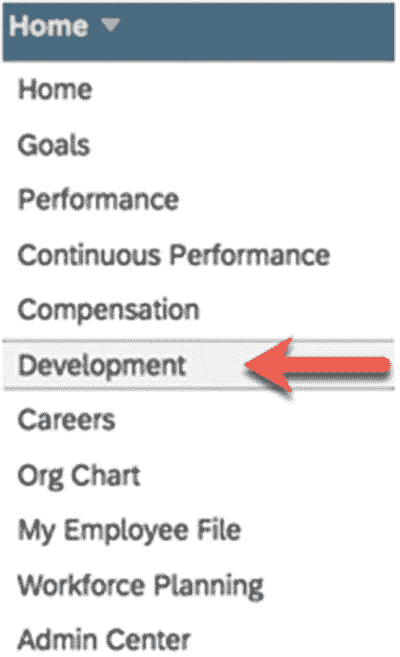 Home
Home
Goals
Performance
Continuous Performance
Compensation
Development
Careers
Org Chart
My Employee File
Workforce Planning
Admin Center